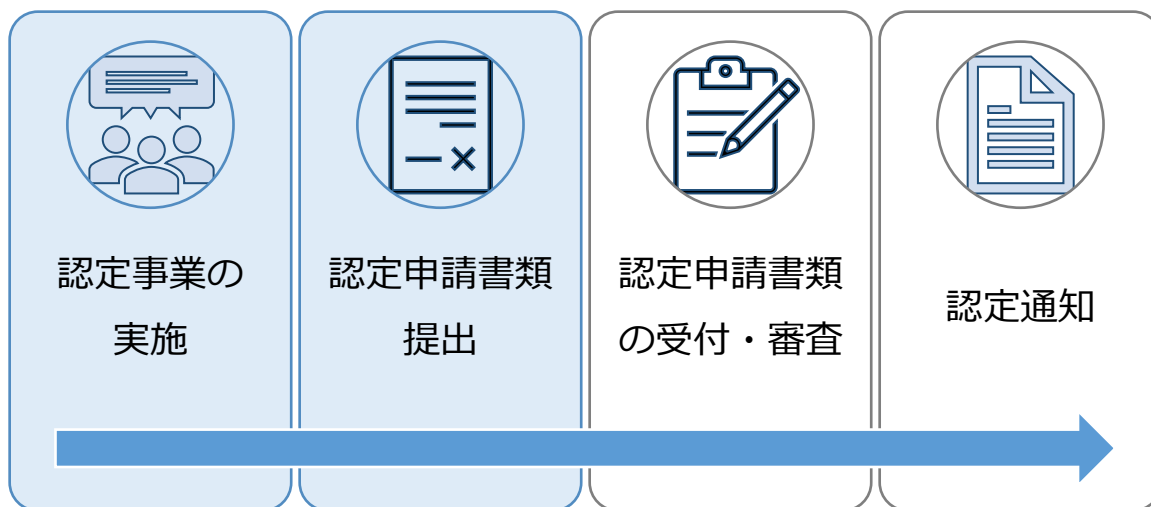 認定事業の
実施
認定申請書類
提出
認定申請書類
の受付・審査
認定通知